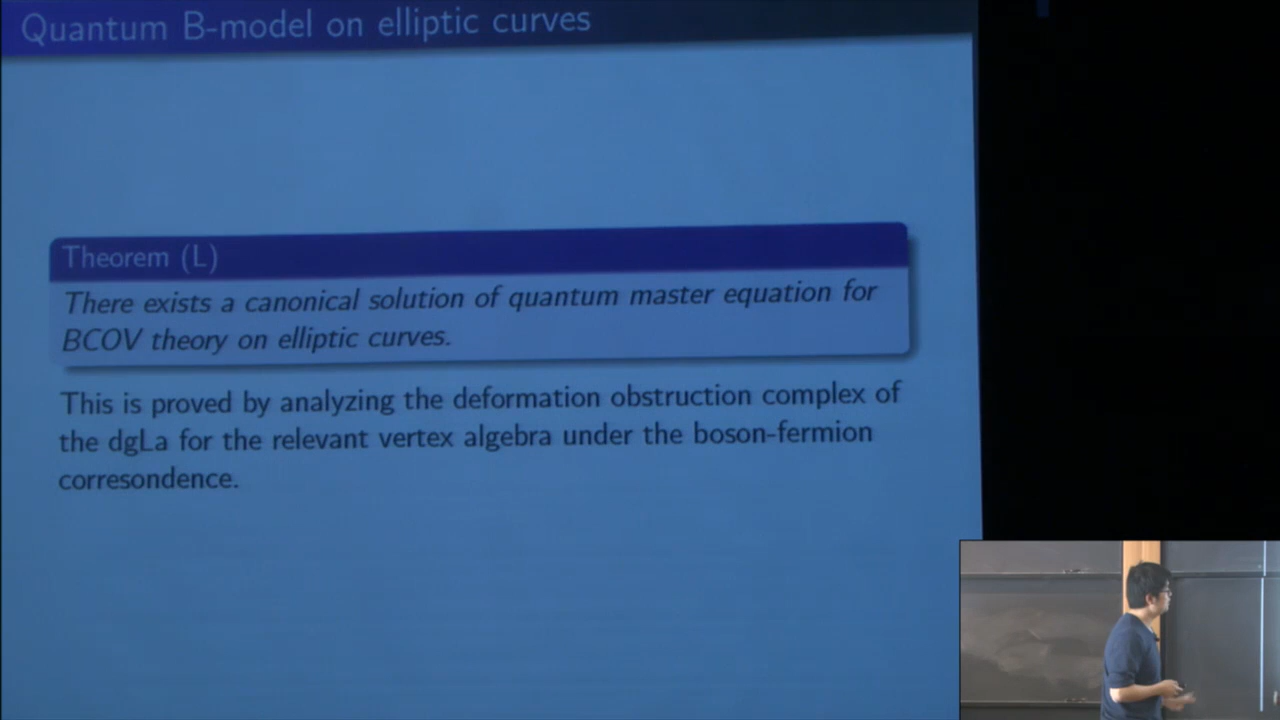 Quantum B-model on elliptic curves
Theorem (L)
There exists a canonical solution of quantum master equation for
BCOV theory on elliptic curves.
This is proved by analyzing the deformation obstruction complex of
the dgLa for the relevant vertex algebra under the boson-fermion
corresondence.